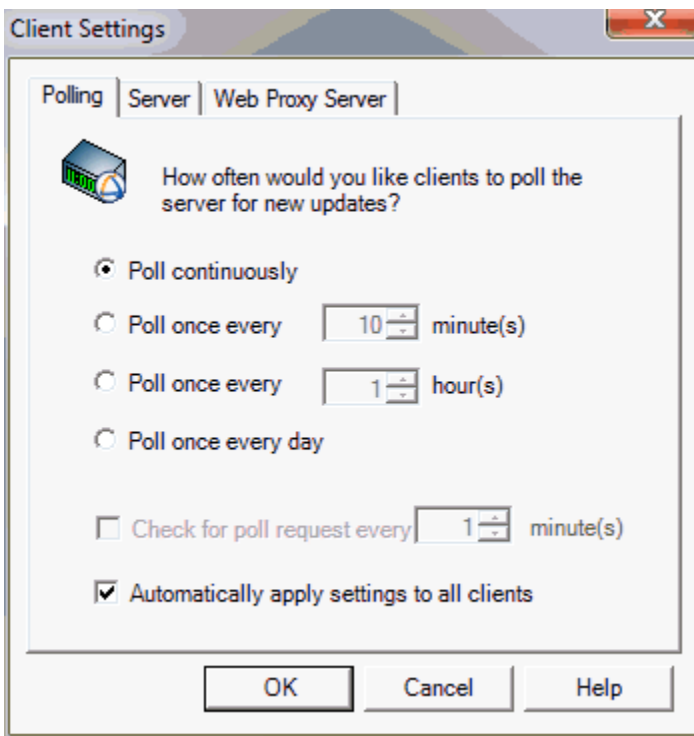 Client Settings
Polling Server Web Proxy Server
How often would you like clients to poll the
server for new updates?
Poll continuously
Poll once every 10 minute(s)
Poll once every 1 hour(s)
Poll once every day
Check for poll request every 1 minute(s)
Automatically apply settings to all clients
OK Cancel Help